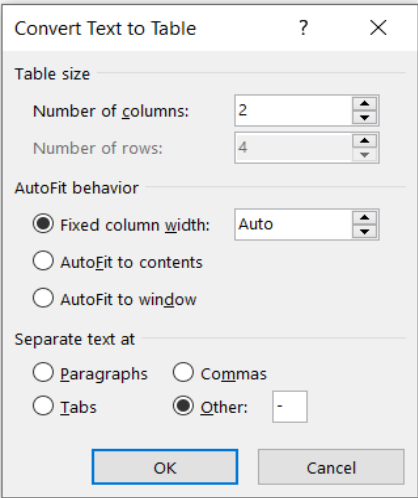 Convert Text to Table ?
Table size
Number of columns: 2
Number of rows: 4
AutoFit behavior
Fixed column width: Auto
AutoFit to contents
AutoFit to window
Separate text at
Paragraphs Commas
Tabs Other: -
OK Cancel